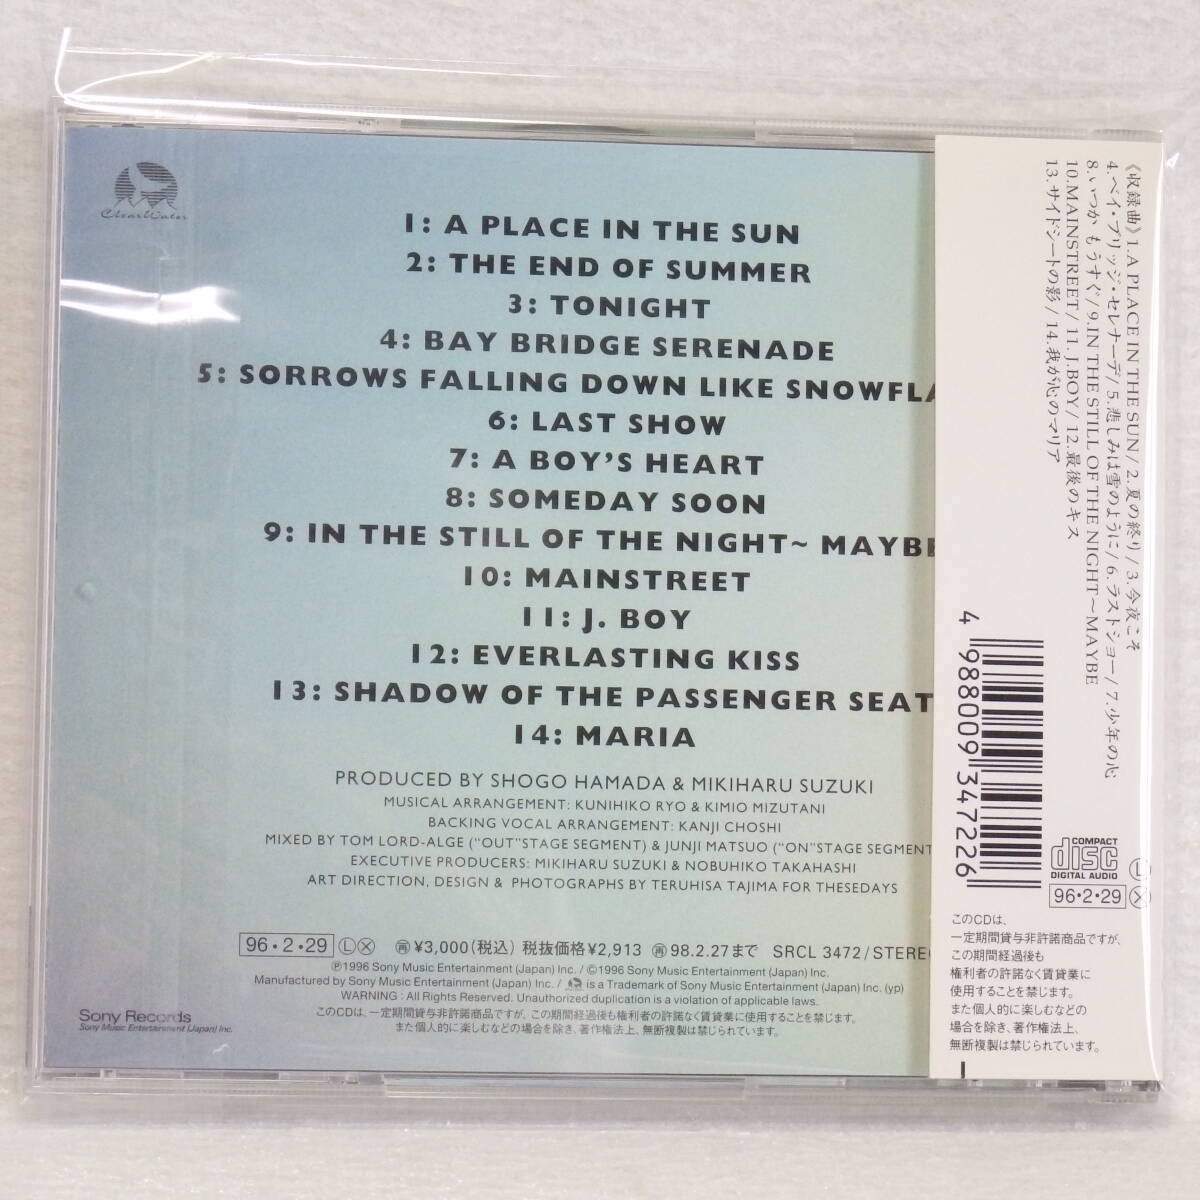 ClearWater
1: A PLACE IN THE SUN
2: THE END OF SUMMER
3: TONIGHT
4: BAY BRIDGE SERENADE
5: SORROWS FALLING DOWN LIKE SNOWFLA
6: LAST SHOW
7: A BOY'S HEART
8: SOMEDAY SOON
9: IN THE STILL OF THE NIGHT~ MAYBE
10: MAINSTREET
11: J. BOY
12: EVERLASTING KISS
13: SHADOW OF THE PASSENGER SEAT
14: MARIA
PRODUCED BY SHOGO HAMADA & MIKIHARU SUZUKI
MUSICAL ARRANGEMENT: KUNIHIKO RYO & KIMIO MIZUTANI
BACKING VOCAL ARRANGEMENT: KANJI CHOSHI
MIXED BY TOM LORD-ALGE ("OUT"STAGE SEGMENT) & JUNJI MATSUO ("ON"STAGE SEGMENT
EXECUTIVE PRODUCERS: MIKIHARU SUZUKI & NOBUHIKO TAKAHASHI
ART DIRECTION, DESIGN & PHOTOGRAPHS BY TERUHISA TAJIMA FOR THESEDAYS
96・2・29 Ⓛ Ⓧ ㋐¥3,000(税込) 税抜価格¥2,913 ㊢98.2.27まで SRCL 3472/STEREO
Ⓟ1996 Sony Music Entertainment (Japan) Inc. /©1996 Sony Music Entertainment (Japan) Inc.
Manufactured by Sony Music Entertainment (Japan) Inc. / is a Trademark of Sony Music Entertainment (Japan) Inc. (yp)
WARNING : All Rights Reserved. Unauthorized duplication is a violation of applicable laws.
このCDは、一定期間貸与非許諾商品ですが、この期間経過後も権利者の許諾なく賃貸業に使用することを禁じます。
また個人的に楽しむなどの場合を除き、著作権法上、無断複製は禁じられています。
Sony Records
Sony Music Entertainment (Japan) Inc.
《収録曲》1.A PLACE IN THE SUN/2.夏の終り/3.今夜こそ
4.ベイ・ブリッジ・セレナーデ/5.悲しみは雪のように/6.ラストショー/7.少年の心
8.いつか もうすぐ/9.IN THE STILL OF THE NIGHT〜MAYBE
10.MAINSTREET/11.J.BOY/12.最後のキス
13.サイドシートの影/14.我が心のマリア
4 988009 347226
COMPACT disc DIGITAL AUDIO
Ⓛ
96・2・29 Ⓧ
このCDは、
一定期間貸与非許諾商品ですが、
この期間経過後も
権利者の許諾なく賃貸業に
使用することを禁じます。
また個人的に楽しむなどの
場合を除き、著作権法上、
無断複製は禁じられています。